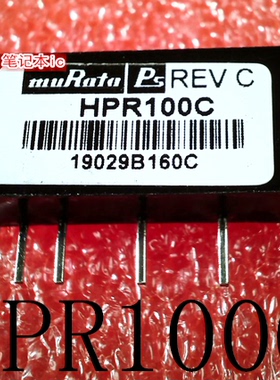 笔记本ic
muRata Ps REV C
HPR100C
19029B160C
PR100